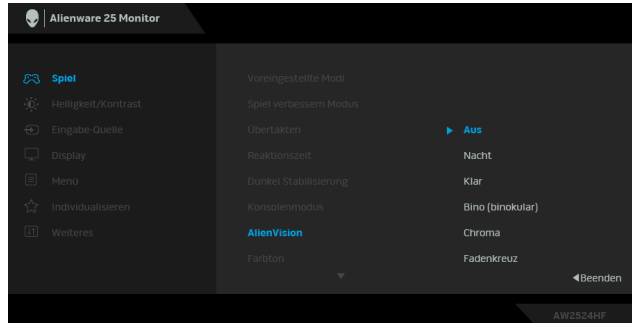 Alienware 25 Monitor
Spiel
Helligkeit/Kontrast
Eingabe-Quelle
Display
Menü
Individualisieren
Weiteres
Voreingestellte Modi
Spiel verbessern Modus
Übertakten
Reaktionszeit
Dunkel Stabilisierung
Konsolenmodus
AlienVision
Farbton
Aus
Nacht
Klar
Bino (binokular)
Chroma
Fadenkreuz
Beenden
AW2524HF